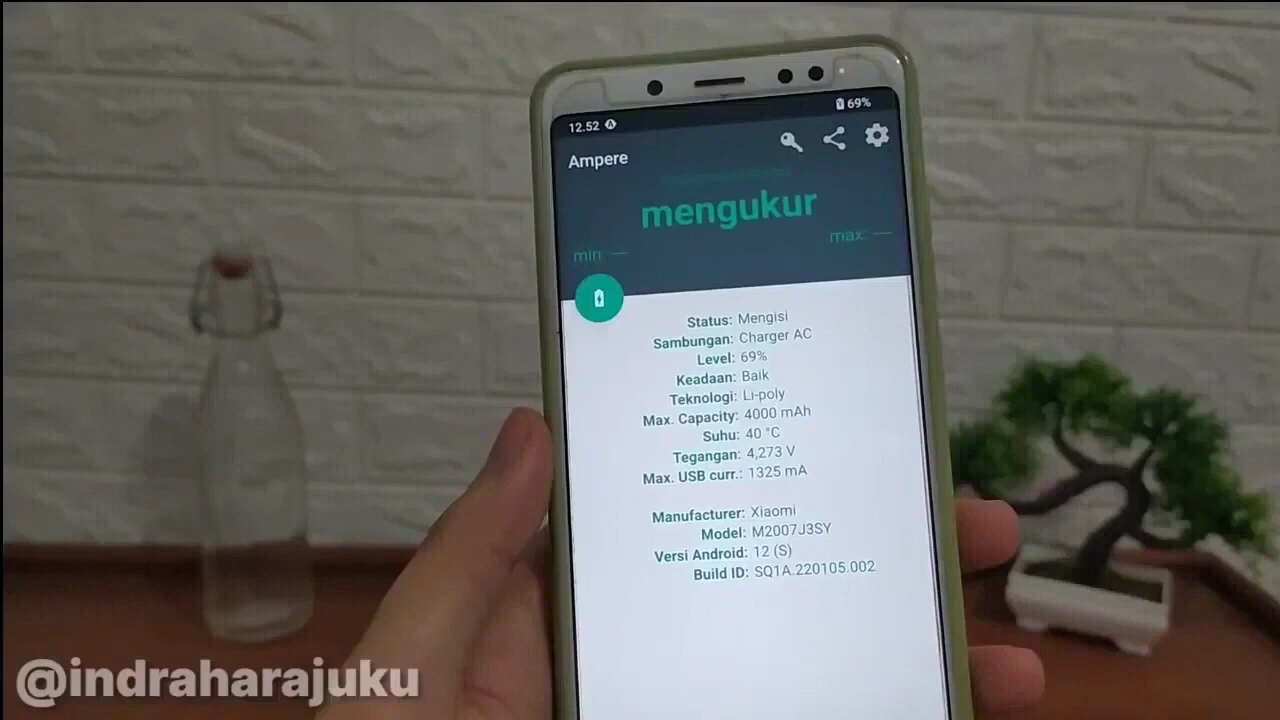 12.52
69%
Ampere
mengukur
min: —
max: —
Status: Mengisi
Sambungan: Charger AC
Level: 69%
Keadaan: Baik
Teknologi: Li-poly
Max. Capacity: 4000 mAh
Suhu: 40 °C
Tegangan: 4,273 V
Max. USB curr.: 1325 mA
Manufacturer: Xiaomi
Model: M2007J3SY
Versi Android: 12 (S)
Build ID: SQ1A.220105.002
@indraharajuku